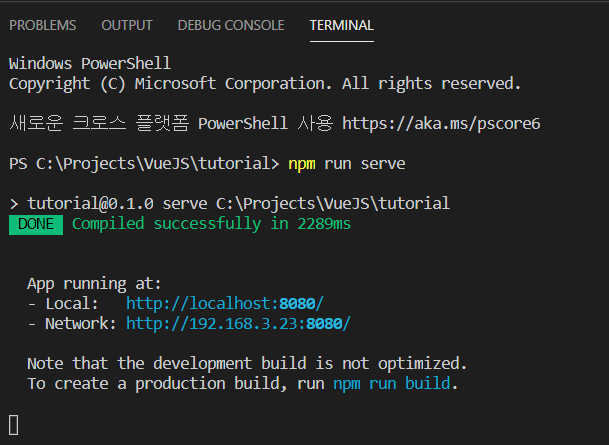 PROBLEMS OUTPUT DEBUG CONSOLE TERMINAL
Windows PowerShell
Copyright (C) Microsoft Corporation. All rights reserved.
새로운 크로스 플랫폼 PowerShell 사용 https://aka.ms/pscore6
PS C:\Projects\VueJS\tutorial> npm run serve
> tutorial@0.1.0 serve C:\Projects\VueJS\tutorial
DONE Compiled successfully in 2289ms
App running at:
- Local: http://localhost:8080/
- Network: http://192.168.3.23:8080/
Note that the development build is not optimized.
To create a production build, run npm run build.